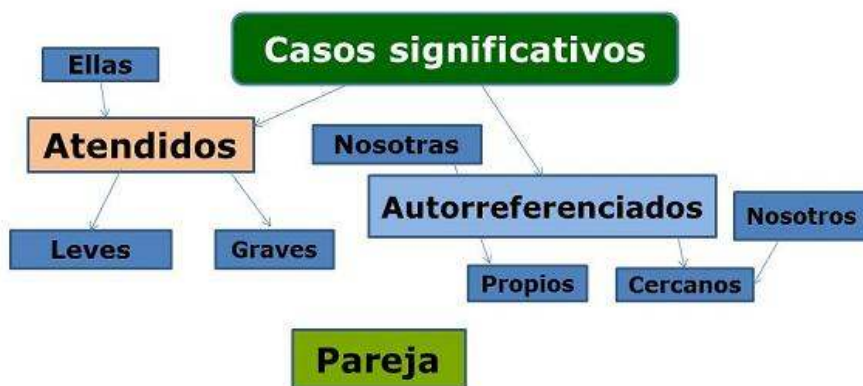 Casos significativos
Ellas
Atendidos
Nosotras
Autorreferenciados
Nosotros
Leves
Graves
Propios
Cercanos
Pareja